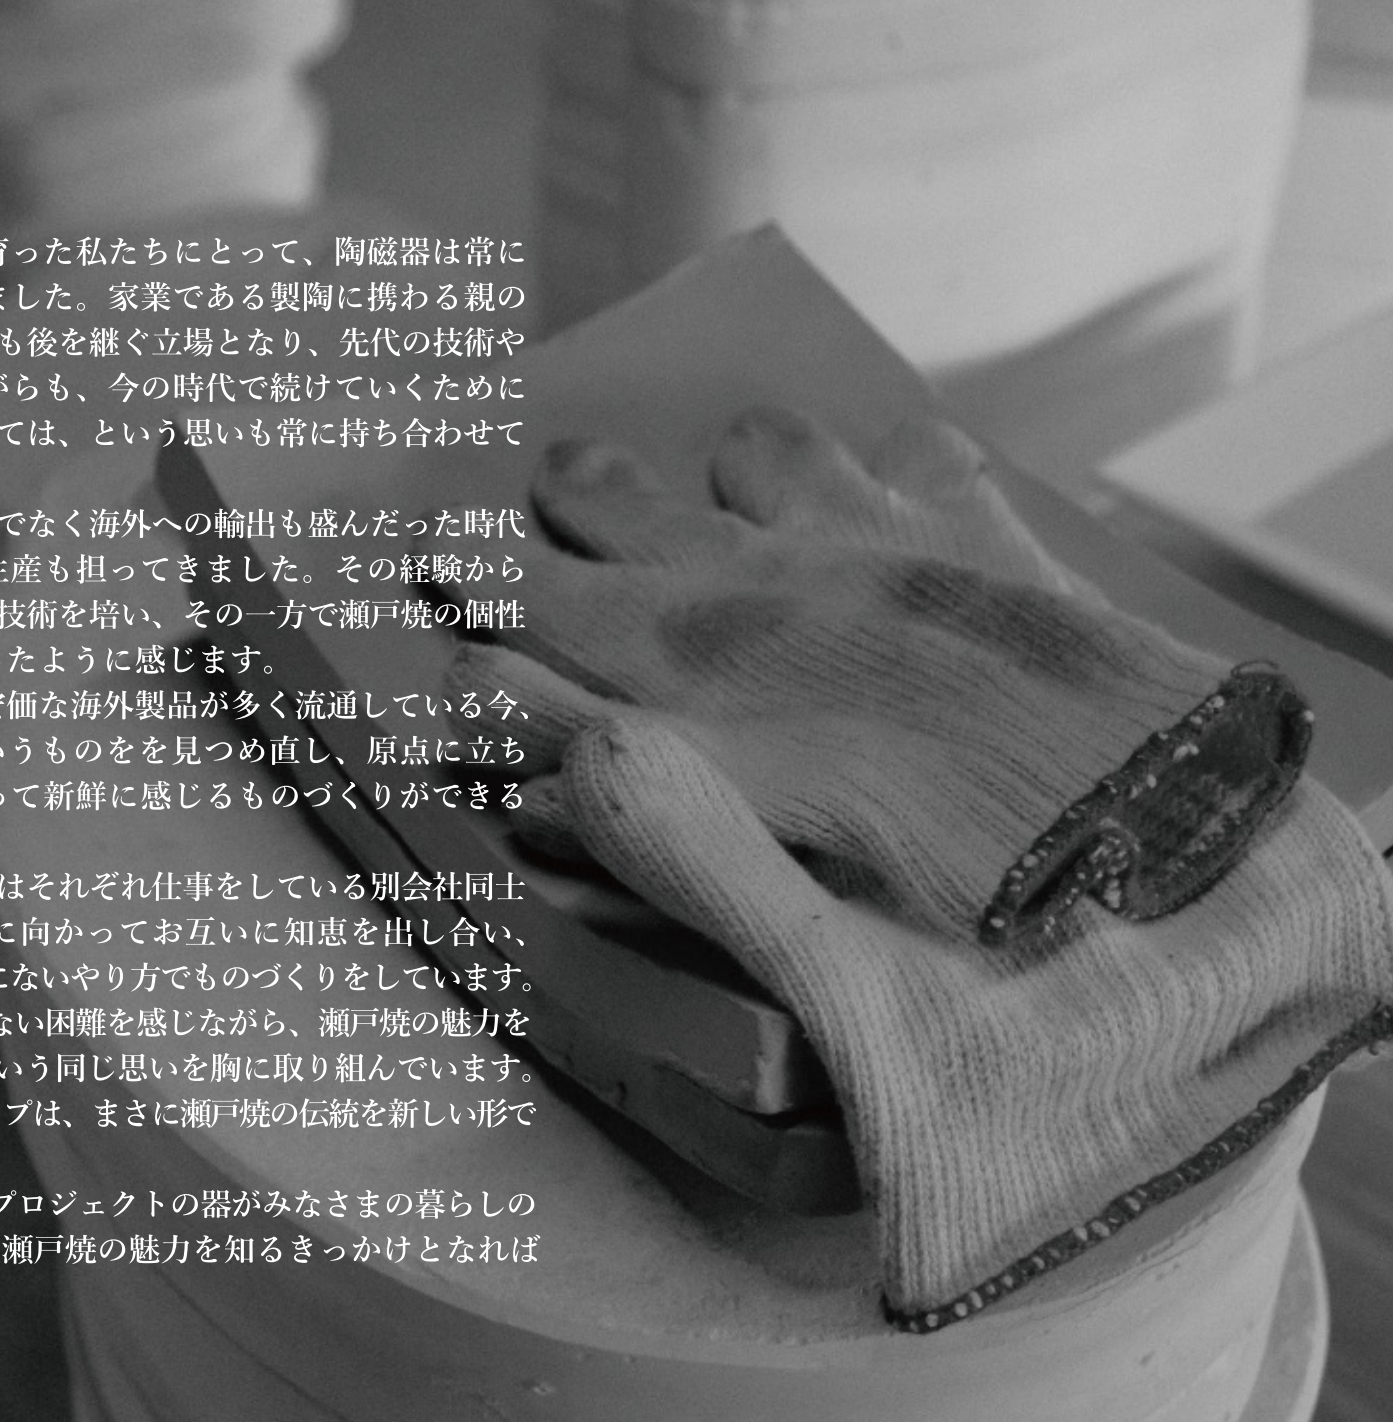 った私たちにとって、陶磁器は常に
ました。家業である製陶に携わる親の
も後を継ぐ立場となり、先代の技術や
がらも、今の時代で続けていくために
ては、という思いも常に持ち合わせて
でなく海外への輸出も盛んだった時代
生産も担ってきました。その経験から
技術を培い、その一方で瀬戸焼の個性
たように感じます。
価な海外製品が多く流通している今、
うものをを見つめ直し、原点に立ち
って新鮮に感じるものづくりができる
はそれぞれ仕事をしている別会社同士
に向かってお互いに知恵を出し合い、
にないやり方でものづくりをしています。
ない困難を感じながら、瀬戸焼の魅力を
いう同じ思いを胸に取り組んでいます。
プは、まさに瀬戸焼の伝統を新しい形で
プロジェクトの器がみなさまの暮らしの
瀬戸焼の魅力を知るきっかけとなれば